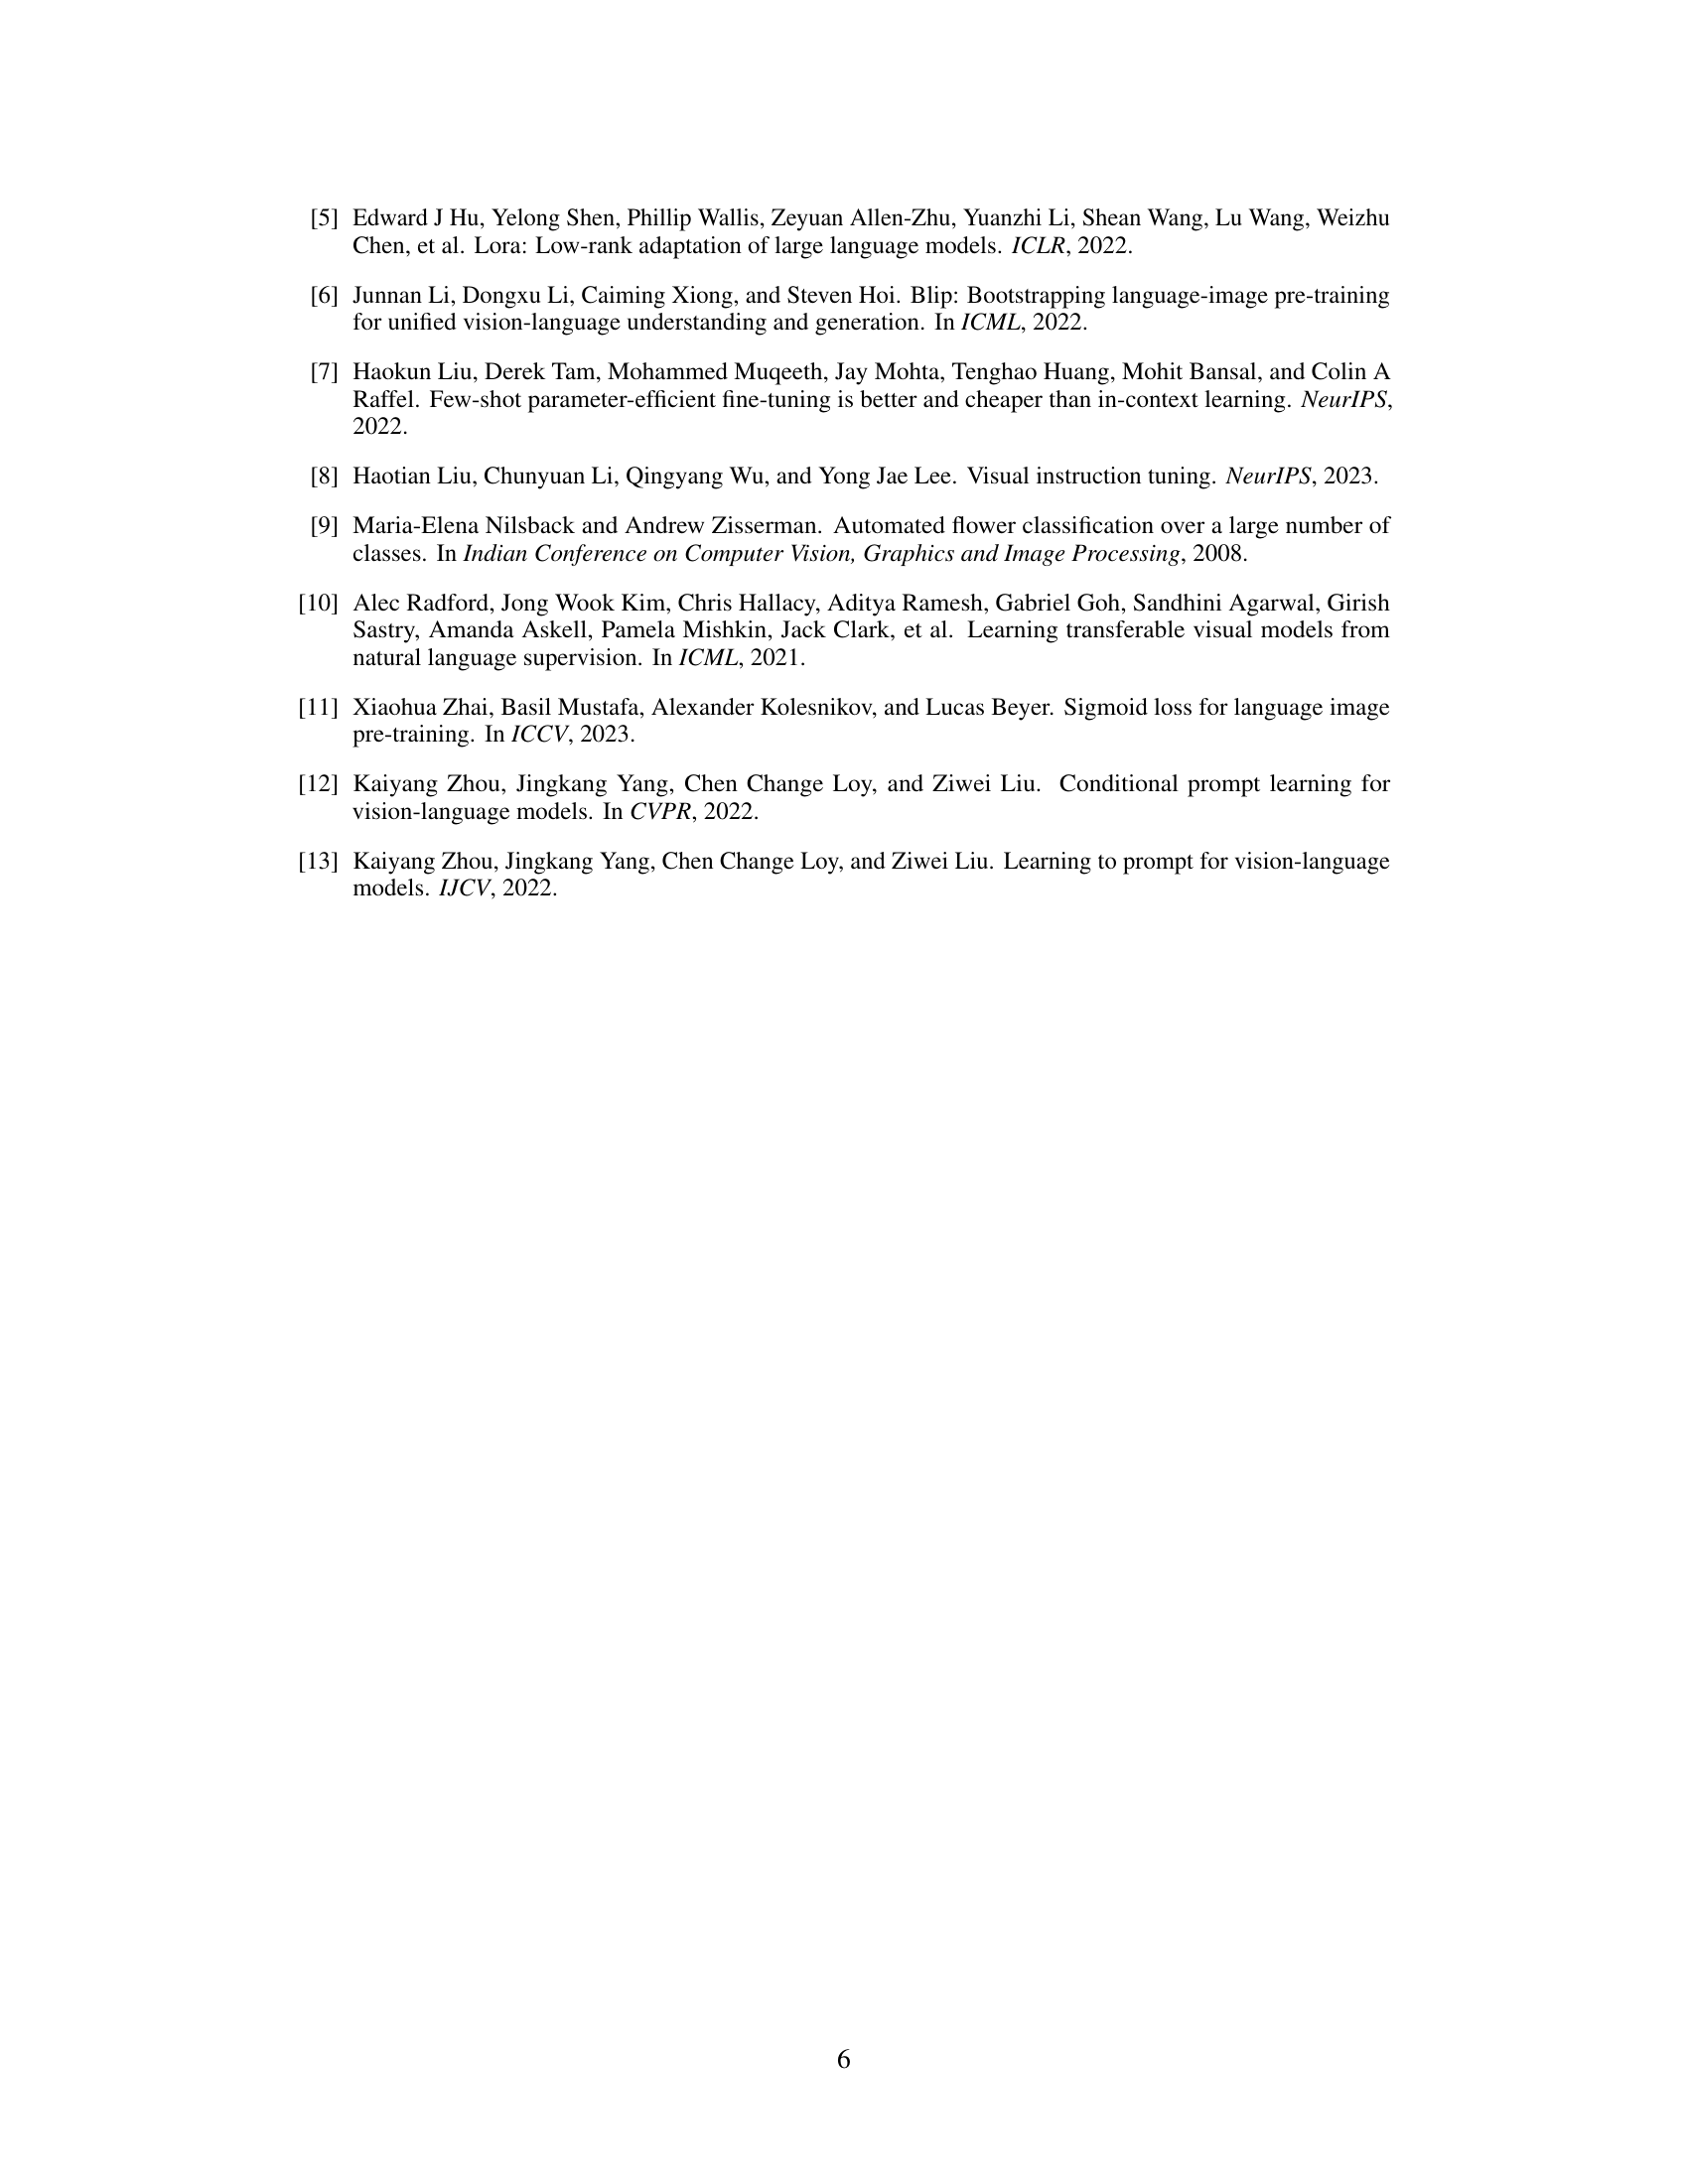 [5] Edward J Hu, Yelong Shen, Phillip Wallis, Zeyuan Allen-Zhu, Yuanzhi Li, Shean Wang, Lu Wang, Weizhu
Chen, et al. Lora: Low-rank adaptation of large language models. ICLR, 2022.
[6] Junnan Li, Dongxu Li, Caiming Xiong, and Steven Hoi. Blip: Bootstrapping language-image pre-training
for unified vision-language understanding and generation. In ICML, 2022.
[7] Haokun Liu, Derek Tam, Mohammed Muqeeth, Jay Mohta, Tenghao Huang, Mohit Bansal, and Colin A
Raffel. Few-shot parameter-efficient fine-tuning is better and cheaper than in-context learning. NeurIPS,
2022.
[8] Haotian Liu, Chunyuan Li, Qingyang Wu, and Yong Jae Lee. Visual instruction tuning. NeurIPS, 2023.
[9] Maria-Elena Nilsback and Andrew Zisserman. Automated flower classification over a large number of
classes. In Indian Conference on Computer Vision, Graphics and Image Processing, 2008.
[10] Alec Radford, Jong Wook Kim, Chris Hallacy, Aditya Ramesh, Gabriel Goh, Sandhini Agarwal, Girish
Sastry, Amanda Askell, Pamela Mishkin, Jack Clark, et al. Learning transferable visual models from
natural language supervision. In ICML, 2021.
[11] Xiaohua Zhai, Basil Mustafa, Alexander Kolesnikov, and Lucas Beyer. Sigmoid loss for language image
pre-training. In ICCV, 2023.
[12] Kaiyang Zhou, Jingkang Yang, Chen Change Loy, and Ziwei Liu. Conditional prompt learning for
vision-language models. In CVPR, 2022.
[13] Kaiyang Zhou, Jingkang Yang, Chen Change Loy, and Ziwei Liu. Learning to prompt for vision-language
models. IJCV, 2022.
6